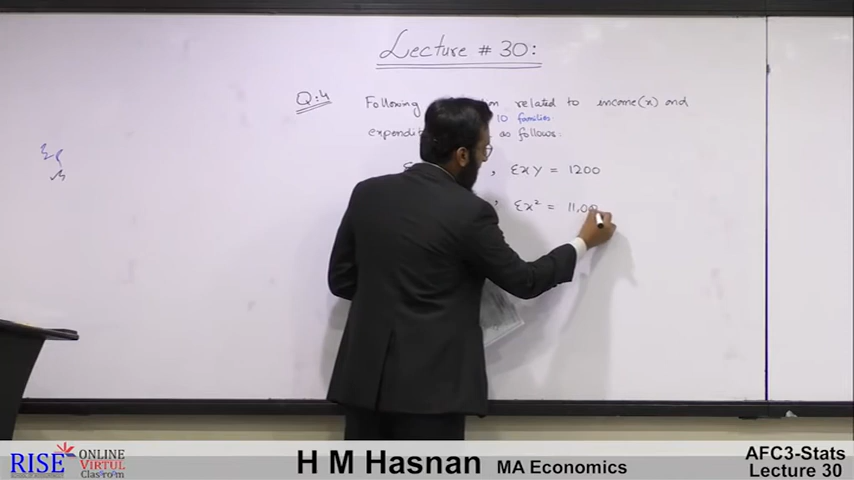 Lecture # 30:
Q:4 Following related to income(x) and
10 families
as follows:
, ΣXY = 1200
, ΣX² = 11,00
RISE ONLINE VIRTUL Classroom
H M Hasnan MA Economics
AFC3-Stats
Lecture 30